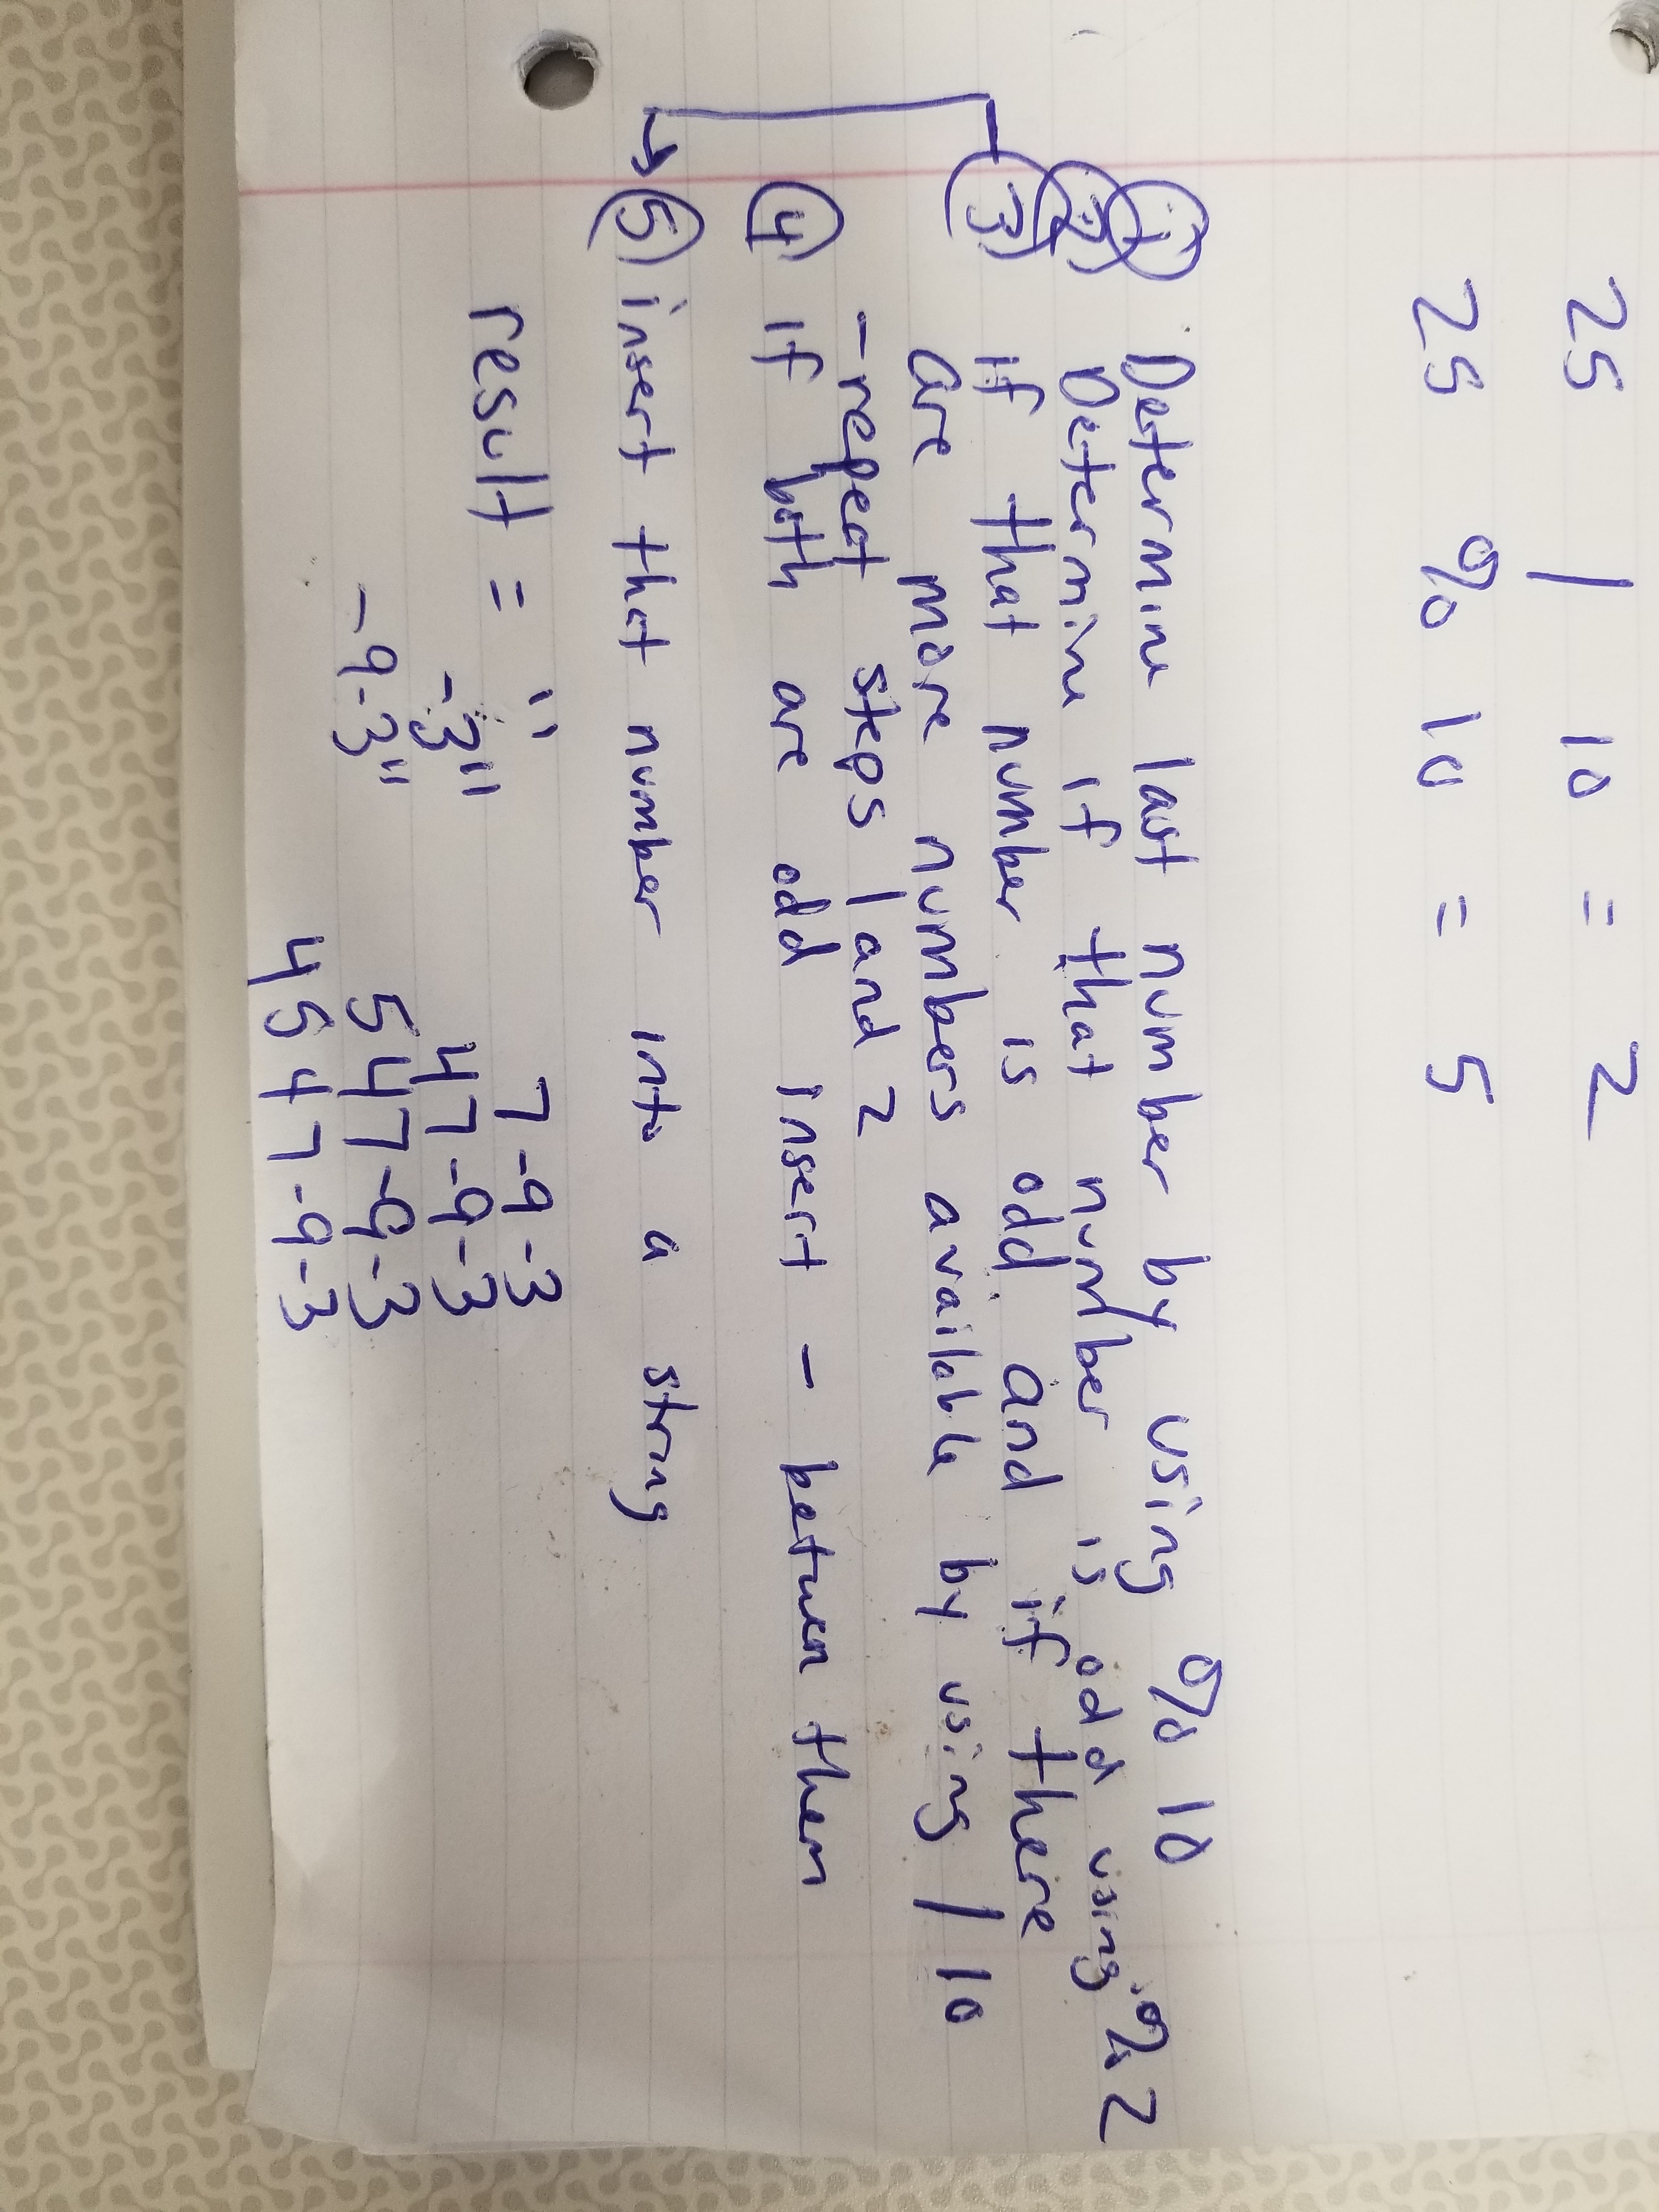 25 / 10 = 2
25 % 10 = 5
1 Determine last number by using % 10
2 Determine if that number is odd using % 2
3 if that number is odd and if there
are more numbers available by using / 10
- repeat steps 1 and 2
4 if both are odd insert - between them
5 insert that number into a string
result = "
-3"
-9-3"
7-9-3
47-9-3
547-9-3
4547-9-3